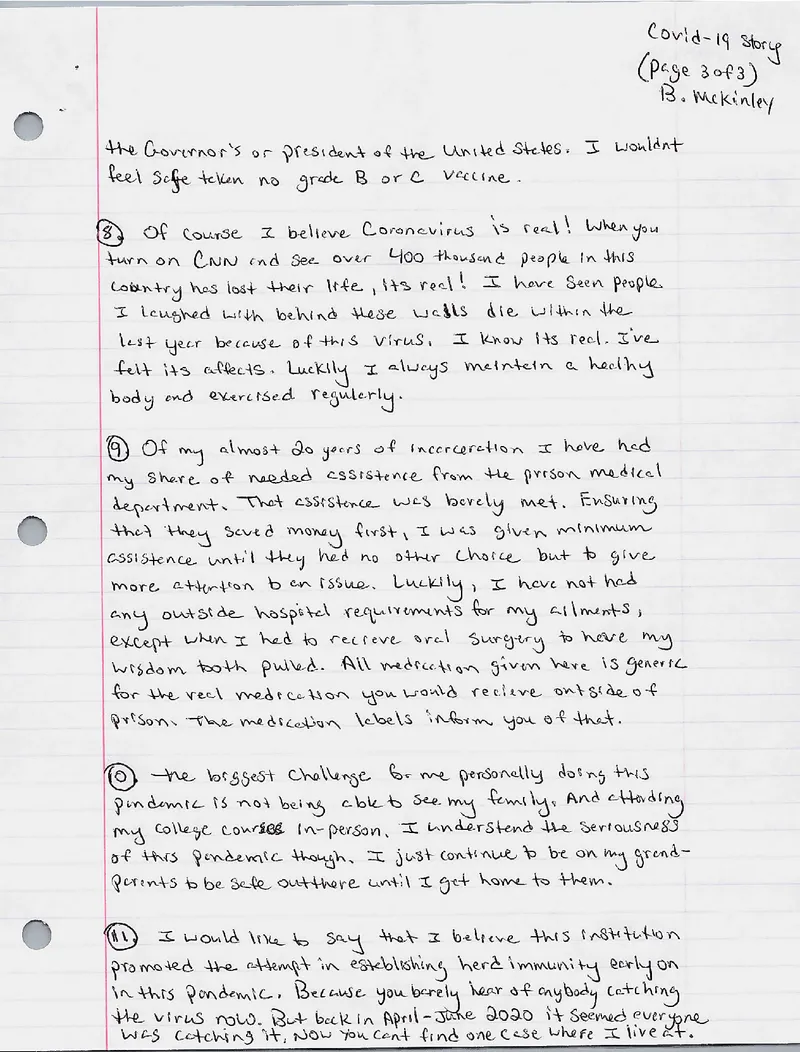 Covid-19 Story
(page 3 of 3)
B. McKinley
the Governor's or president of the United States. I wouldnt
feel safe taken no grade B or C vaccine.
8. Of course I believe Coronavirus is real! When you
turn on CNN and see over 400 thousand people in this
country has lost their life, its real! I have seen people
I laughed with behind these walls die within the
last year because of this virus. I know its real. I've
felt its affects. Luckily I always maintain a healthy
body and exercised regularly.
9 Of my almost 20 years of incarceration I have had
my share of needed assistence from the prison medical
department. That assistence was barely met. Ensuring
that they saved money first, I was given minimum
assistence until they had no other choice but to give
more attention to an issue. Luckily, I have not had
any outside hospital requirements for my ailments,
except when I had to recieve oral surgery to have my
wisdom tooth pulled. All medication given here is generic
for the real medication you would recieve outside of
prison. The medication labels inform you of that.
10 The biggest challenge for me personally doing this
pandemic is not being able to see my family. And attending
my college courses in-person. I understand the seriousness
of this pandemic though. I just continue to be on my grand-
parents to be safe outthere until I get home to them.
11. I would like to say that I believe this institution
promoted the attempt in establishing herd immunity early on
in this pandemic. Because you barely hear of anybody catching
the virus now. But back in April-June 2020 it seemed everyone
was catching it, Now you cant find one case where I live at.